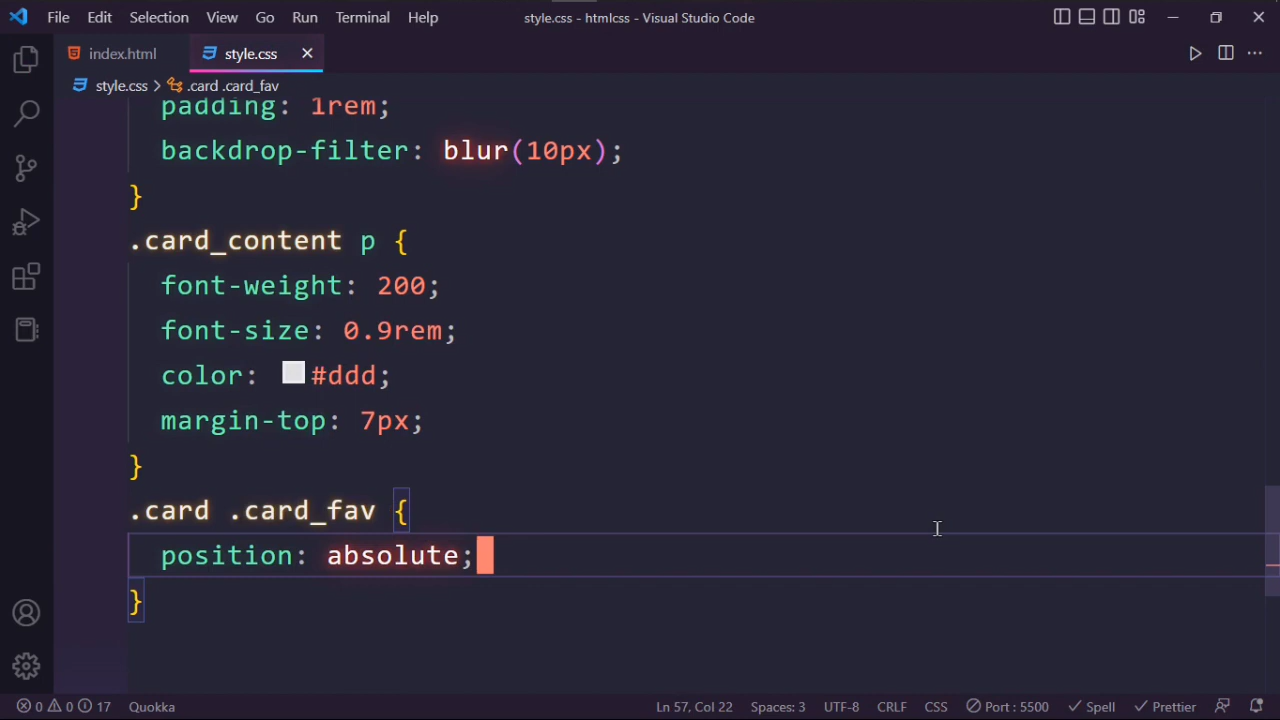 File Edit Selection View Go Run Terminal Help style.css - htmlcss - Visual Studio Code
index.html style.css
style.css > .card .card_fav
padding: 1rem;
backdrop-filter: blur(10px);
}
.card_content p {
font-weight: 200;
font-size: 0.9rem;
color: #ddd;
margin-top: 7px;
}
.card .card_fav {
position: absolute;
}
0 0 17 Quokka Ln 57, Col 22 Spaces: 3 UTF-8 CRLF CSS Port : 5500 Spell Prettier